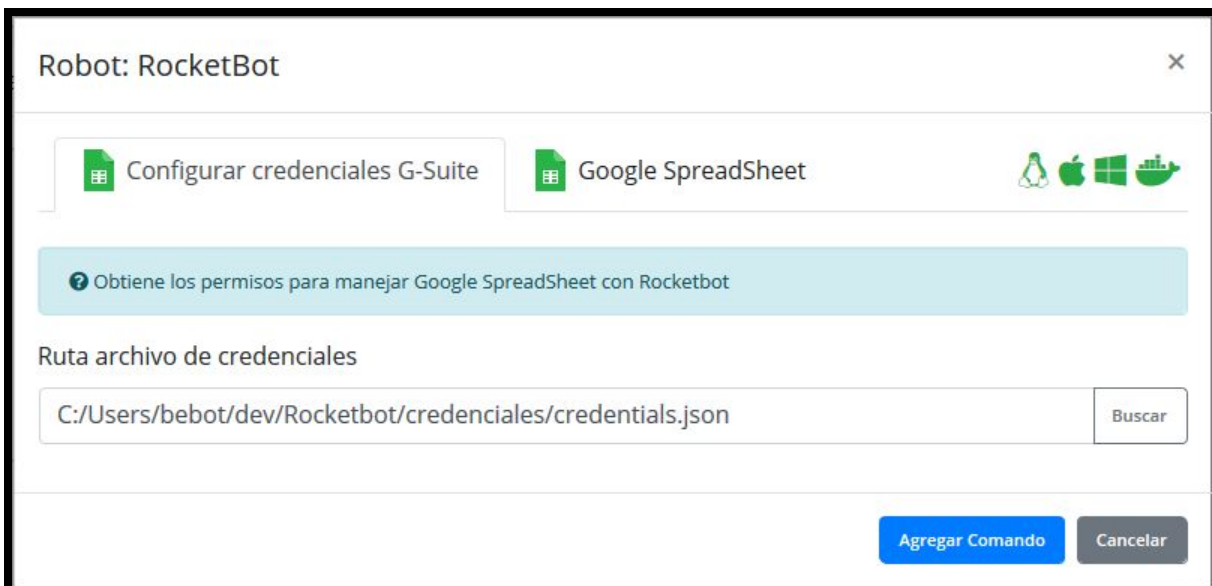 Robot: RocketBot ×
Configurar credenciales G-Suite Google SpreadSheet
Obtiene los permisos para manejar Google SpreadSheet con Rocketbot
Ruta archivo de credenciales
C:/Users/bebot/dev/Rocketbot/credenciales/credentials.json Buscar
Agregar Comando Cancelar